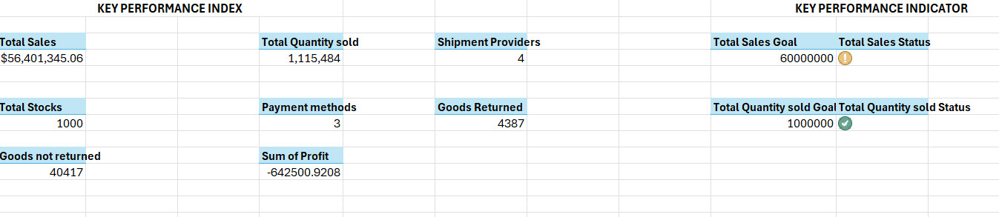 KEY PERFORMANCE INDEX KEY PERFORMANCE INDICATOR
Total Sales Total Quantity sold Shipment Providers Total Sales Goal Total Sales Status
$56,401,345.06 1,115,484 4 60000000
Total Stocks Payment methods Goods Returned Total Quantity sold Goal Total Quantity sold Status
1000 3 4387 1000000
Goods not returned Sum of Profit
40417 -642500.9208